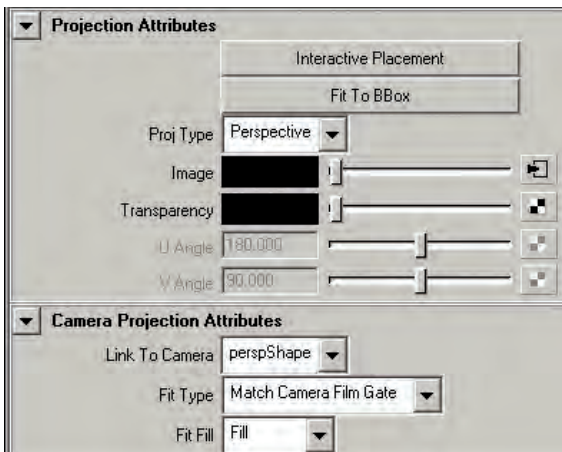 Projection Attributes
Interactive Placement
Fit To BBox
Proj Type Perspective
Image
Transparency
U Angle 180.000
V Angle 90.000
Camera Projection Attributes
Link To Camera perspShape
Fit Type Match Camera Film Gate
Fit Fill Fill